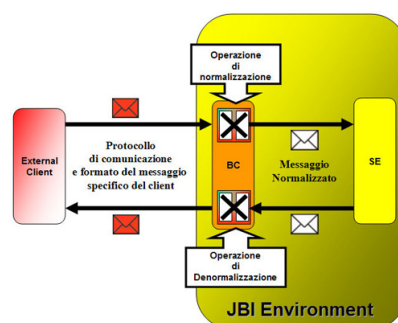 Operazione
di
normalizzazione
External
Client
Protocollo
di comunicazione
e formato del messaggio
specifico del client
BC
Messaggio
Normalizzato
SE
Operazione
di
Denormalizzazione
JBI Environment